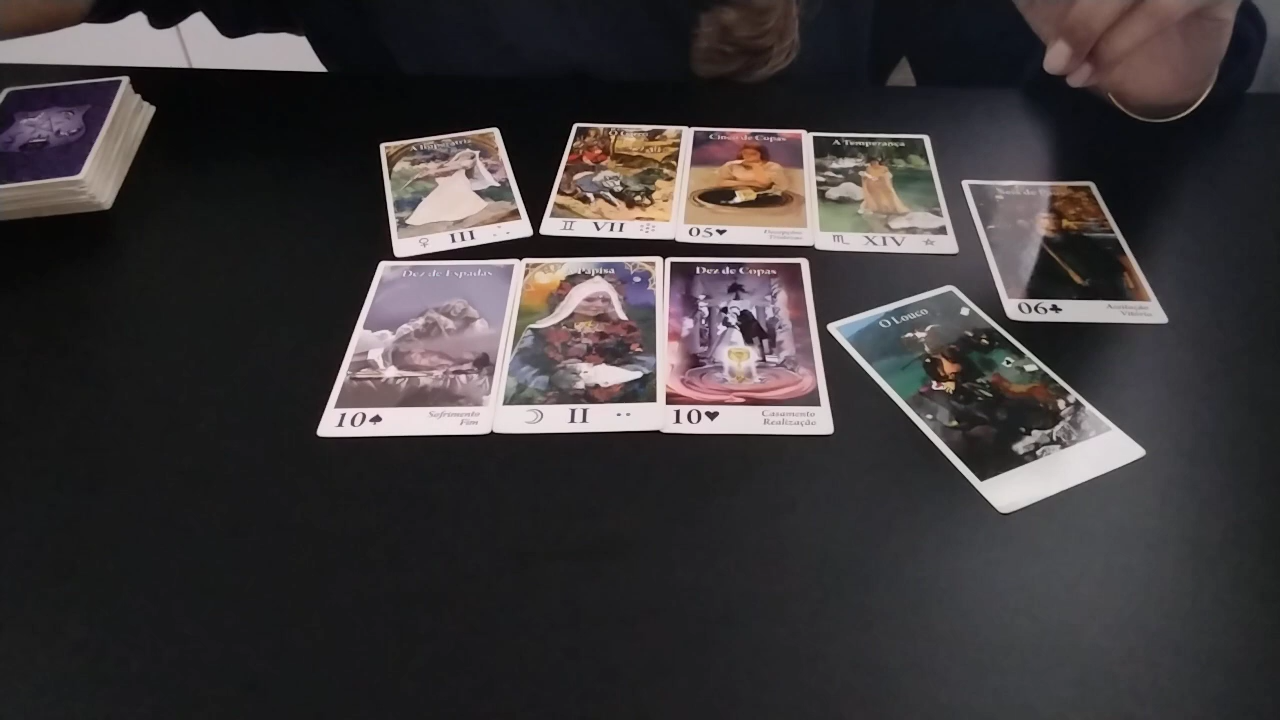 A Imperatriz
III
VII
Cinco de Copas
05♥
A Temperança
XIV
06♣
Aceitação
Vitória
Dez de Espadas
10♠
Sofrimento
Fim
Papisa
II
Dez de Copas
10♥
Casamento
Realização
O Louco